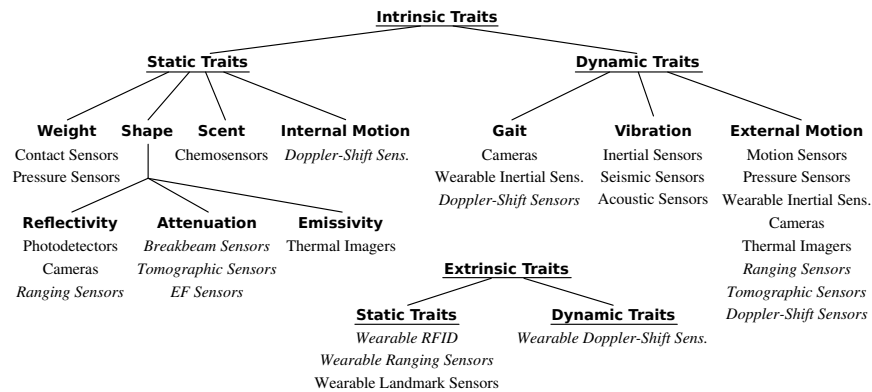 Intrinsic Traits
Static Traits
Dynamic Traits
Weight
Contact Sensors
Pressure Sensors
Shape
Scent
Chemosensors
Internal Motion
Doppler-Shift Sens.
Reflectivity
Photodetectors
Cameras
Ranging Sensors
Attenuation
Breakbeam Sensors
Tomographic Sensors
EF Sensors
Emissivity
Thermal Imagers
Gait
Cameras
Wearable Inertial Sens.
Doppler-Shift Sensors
Vibration
Inertial Sensors
Seismic Sensors
Acoustic Sensors
External Motion
Motion Sensors
Pressure Sensors
Wearable Inertial Sens.
Cameras
Thermal Imagers
Ranging Sensors
Tomographic Sensors
Doppler-Shift Sensors
Extrinsic Traits
Static Traits
Wearable RFID
Wearable Ranging Sensors
Wearable Landmark Sensors
Dynamic Traits
Wearable Doppler-Shift Sens.